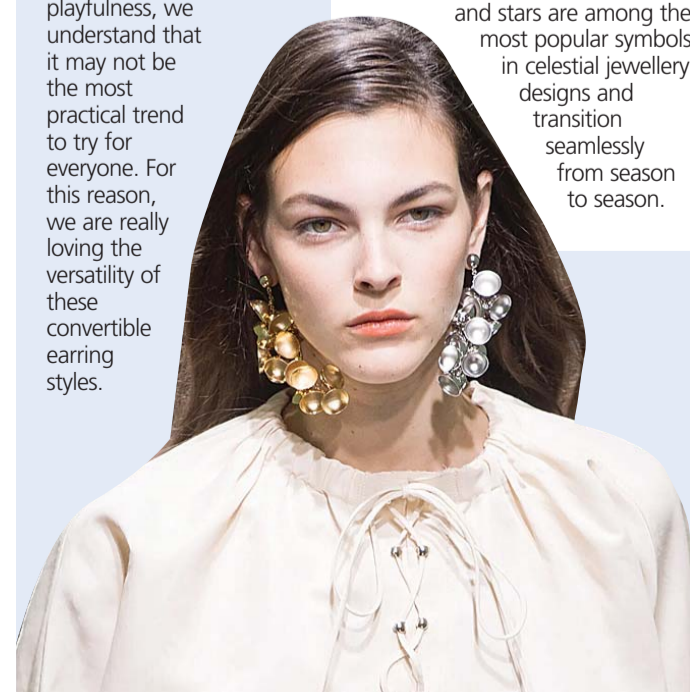 playfulness, we
understand that
it may not be
the most
practical trend
to try for
everyone. For
this reason,
we are really
loving the
versatility of
these
convertible
earring
styles.
and stars are among the
most popular symbols
in celestial jewellery
designs and
transition
seamlessly
from season
to season.